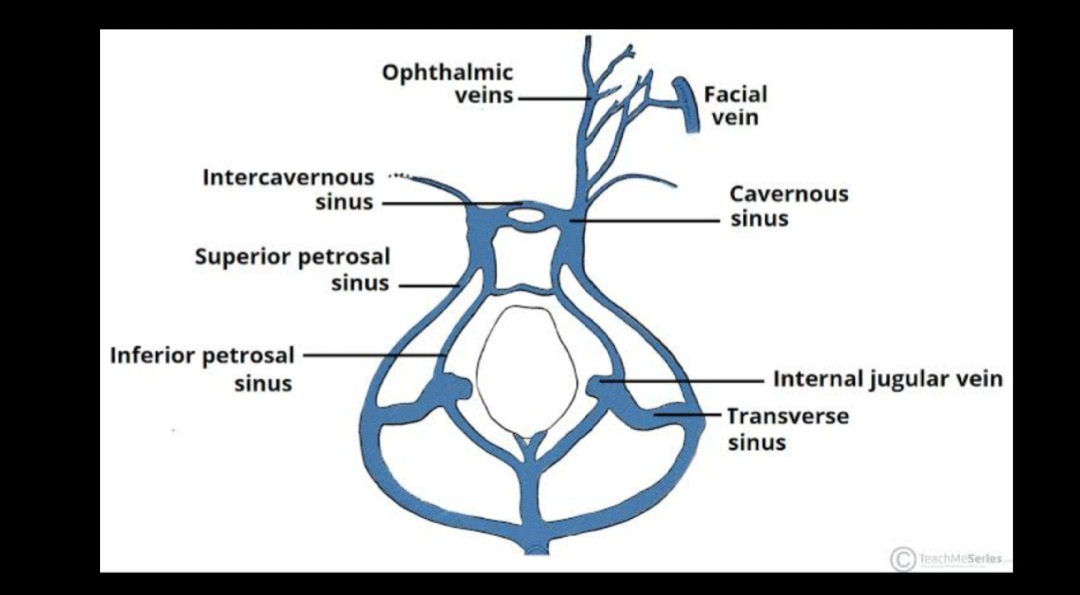 Ophthalmic
veins
Facial
vein
Intercavernous
sinus
Cavernous
sinus
Superior petrosal
sinus
Inferior petrosal
sinus
Internal jugular vein
Transverse
sinus
© TeachMeSeries